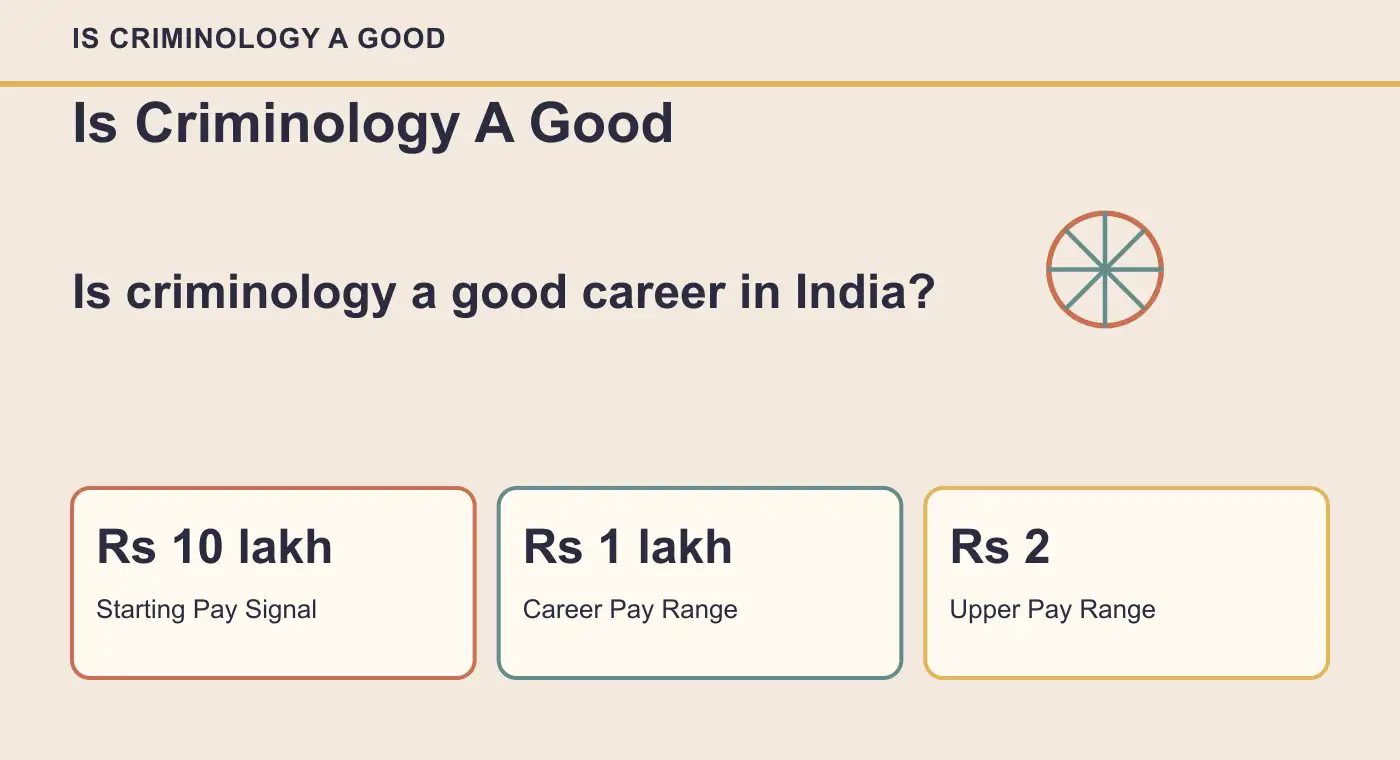 IS CRIMINOLOGY A GOOD
Is Criminology A Good
Is criminology a good career in India?
Rs 10 lakh
Starting Pay Signal
Rs 1 lakh
Career Pay Range
Rs 2
Upper Pay Range